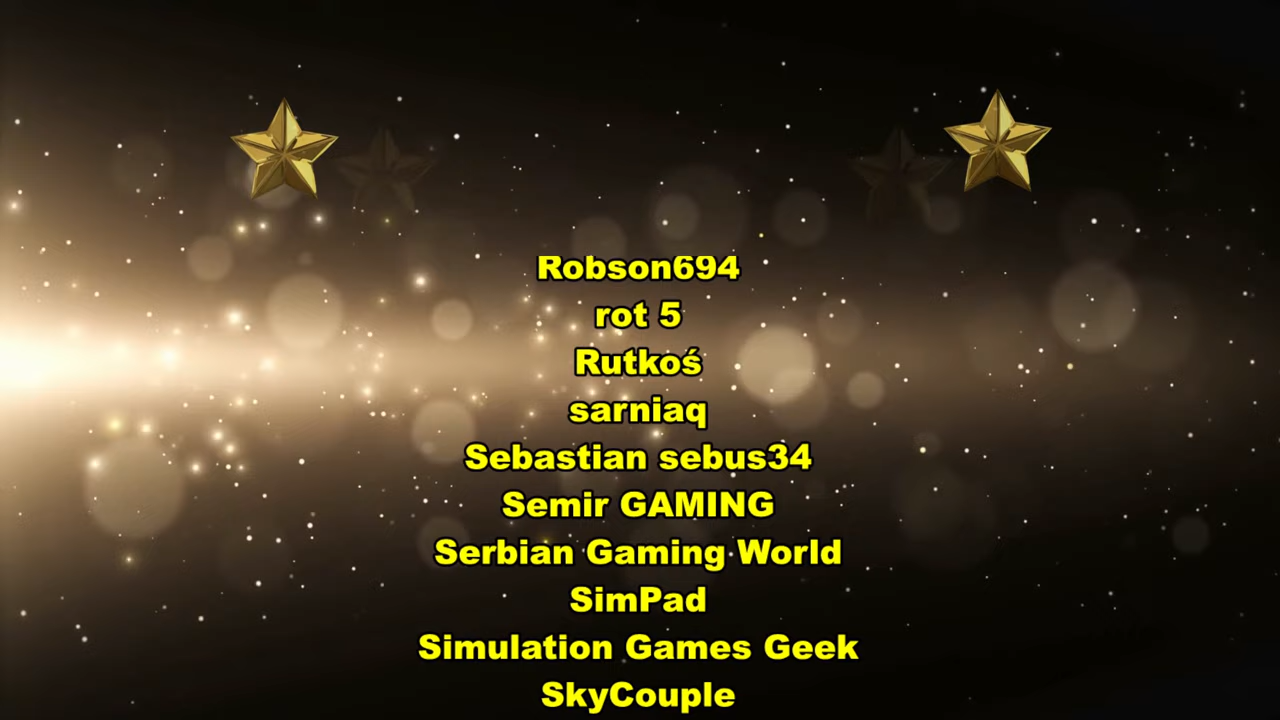 Robson694
rot 5
Rutkoś
sarniaq
Sebastian sebus34
Semir GAMING
Serbian Gaming World
SimPad
Simulation Games Geek
SkyCouple